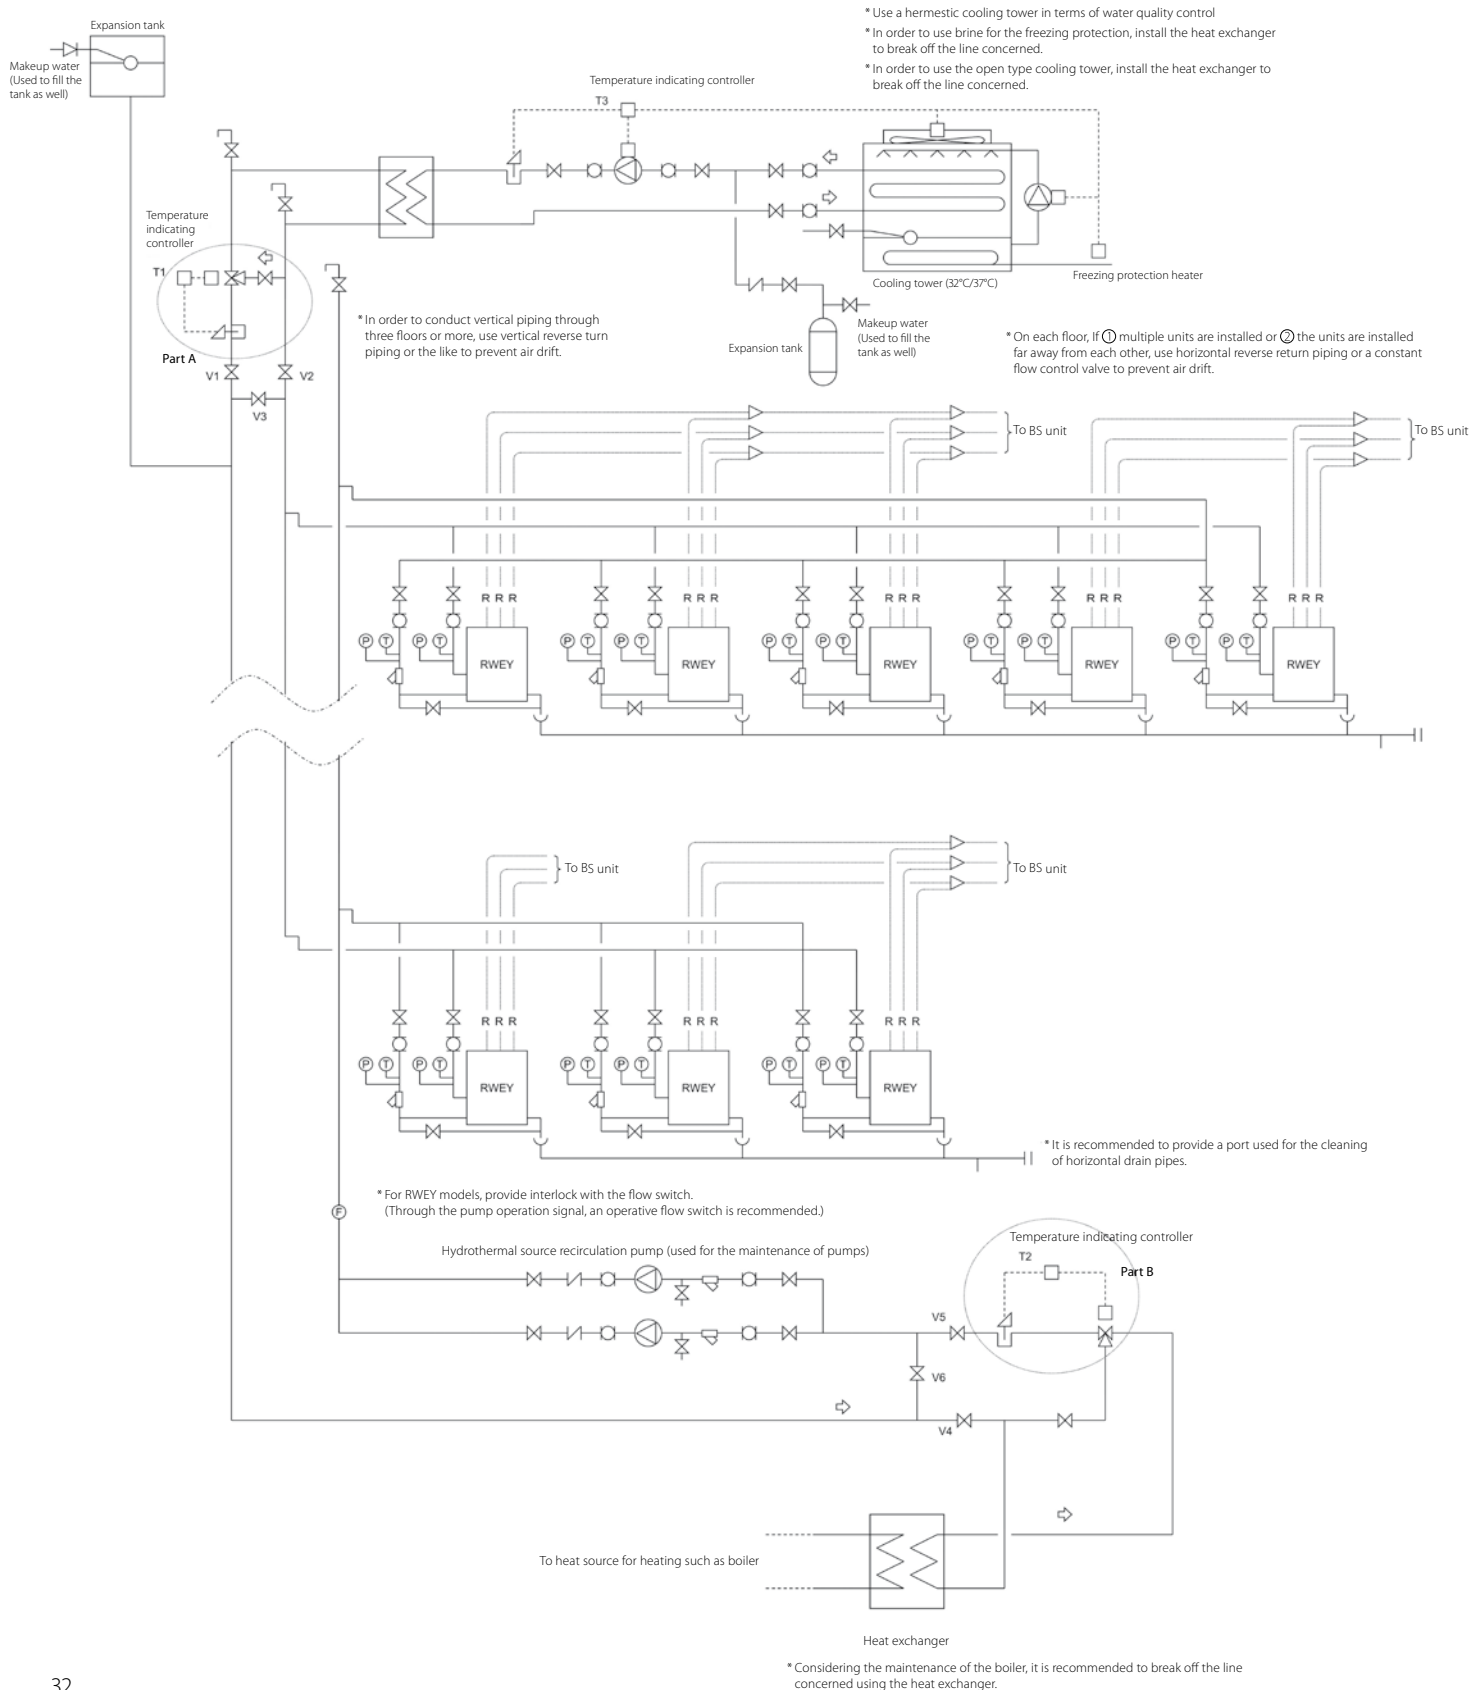 * Use a hermestic cooling tower in terms of water quality control
* In order to use brine for the freezing protection, install the heat exchanger
to break off the line concerned.
* In order to use the open type cooling tower, install the heat exchanger to
break off the line concerned.
Expansion tank
Makeup water
(Used to fill the
tank as well)
Temperature indicating controller
T3
Temperature
indicating
controller
T1
Part A
V1
V2
V3
Cooling tower (32°C/37°C)
Freezing protection heater
* In order to conduct vertical piping through
three floors or more, use vertical reverse turn
piping or the like to prevent air drift.
Expansion tank
Makeup water
(Used to fill the
tank as well)
* On each floor, If ① multiple units are installed or ② the units are installed
far away from each other, use horizontal reverse return piping or a constant
flow control valve to prevent air drift.
To BS unit
To BS unit
R R R
R R R
R R R
R R R
R R R
P T P T
P T P T
P T P T
P T P T
P T P T
RWEY
RWEY
RWEY
RWEY
RWEY
To BS unit
To BS unit
R R R
R R R
R R R
P T P T
P T P T
P T P T
RWEY
RWEY
RWEY
* It is recommended to provide a port used for the cleaning
of horizontal drain pipes.
* For RWEY models, provide interlock with the flow switch.
(Through the pump operation signal, an operative flow switch is recommended.)
F
Hydrothermal source recirculation pump (used for the maintenance of pumps)
Temperature indicating controller
T2
Part B
V5
V6
V4
To heat source for heating such as boiler
Heat exchanger
* Considering the maintenance of the boiler, it is recommended to break off the line
concerned using the heat exchanger.
32